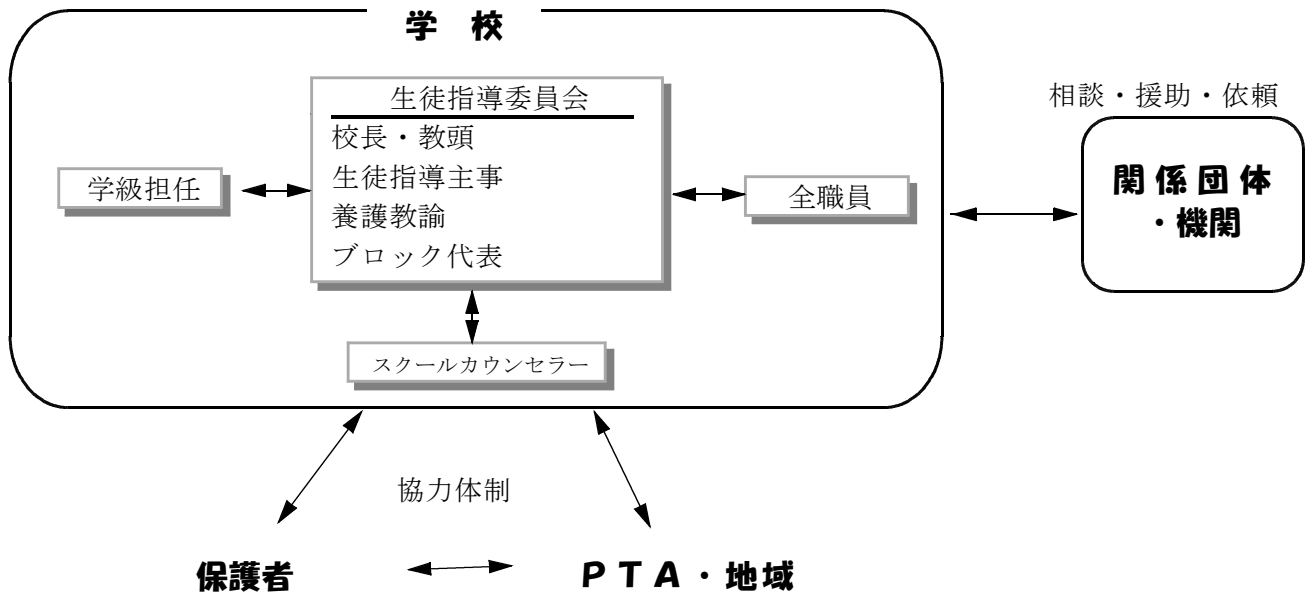 学 校
生徒指導委員会
校長・教頭
生徒指導主事
養護教諭
ブロック代表
学級担任
全職員
スクールカウンセラー
相談・援助・依頼
関係団体
・機関
協力体制
保護者
ＰＴＡ・地域